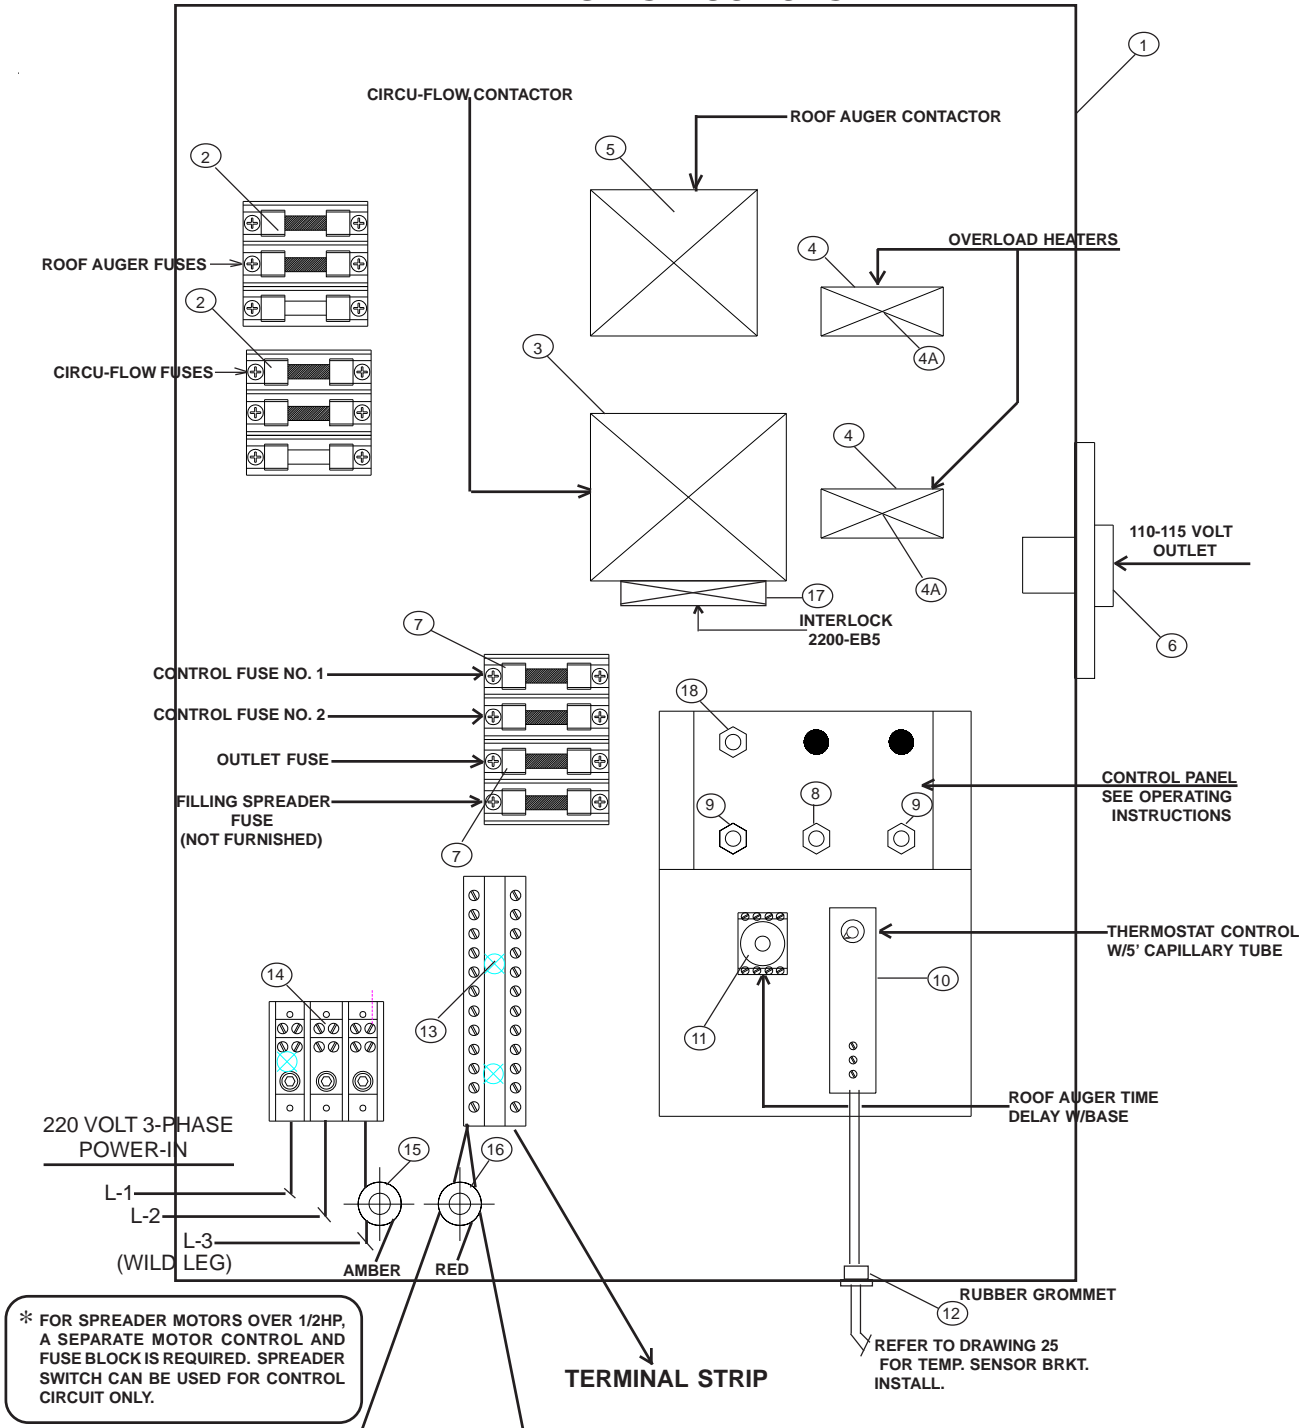 1
CIRCU-FLOW CONTACTOR
ROOF AUGER CONTACTOR
5
2
OVERLOAD HEATERS
4
ROOF AUGER FUSES
2
3
4A
CIRCU-FLOW FUSES
4
110-115 VOLT
OUTLET
4A
17
INTERLOCK
2200-EB5
7
6
CONTROL FUSE NO. 1
18
CONTROL FUSE NO. 2
OUTLET FUSE
CONTROL PANEL
SEE OPERATING
INSTRUCTIONS
FILLING SPREADER
FUSE
(NOT FURNISHED)
9
8
9
7
THERMOSTAT CONTROL
W/5' CAPILLARY TUBE
14
10
13
11
ROOF AUGER TIME
DELAY W/BASE
220 VOLT 3-PHASE
POWER-IN
15
16
L-1
L-2
L-3
(WILD LEG)
AMBER
RED
RUBBER GROMMET
12
* FOR SPREADER MOTORS OVER 1/2HP,
A SEPARATE MOTOR CONTROL AND
FUSE BLOCK IS REQUIRED. SPREADER
SWITCH CAN BE USED FOR CONTROL
CIRCUIT ONLY.
REFER TO DRAWING 25
FOR TEMP. SENSOR BRKT.
INSTALL.
TERMINAL STRIP